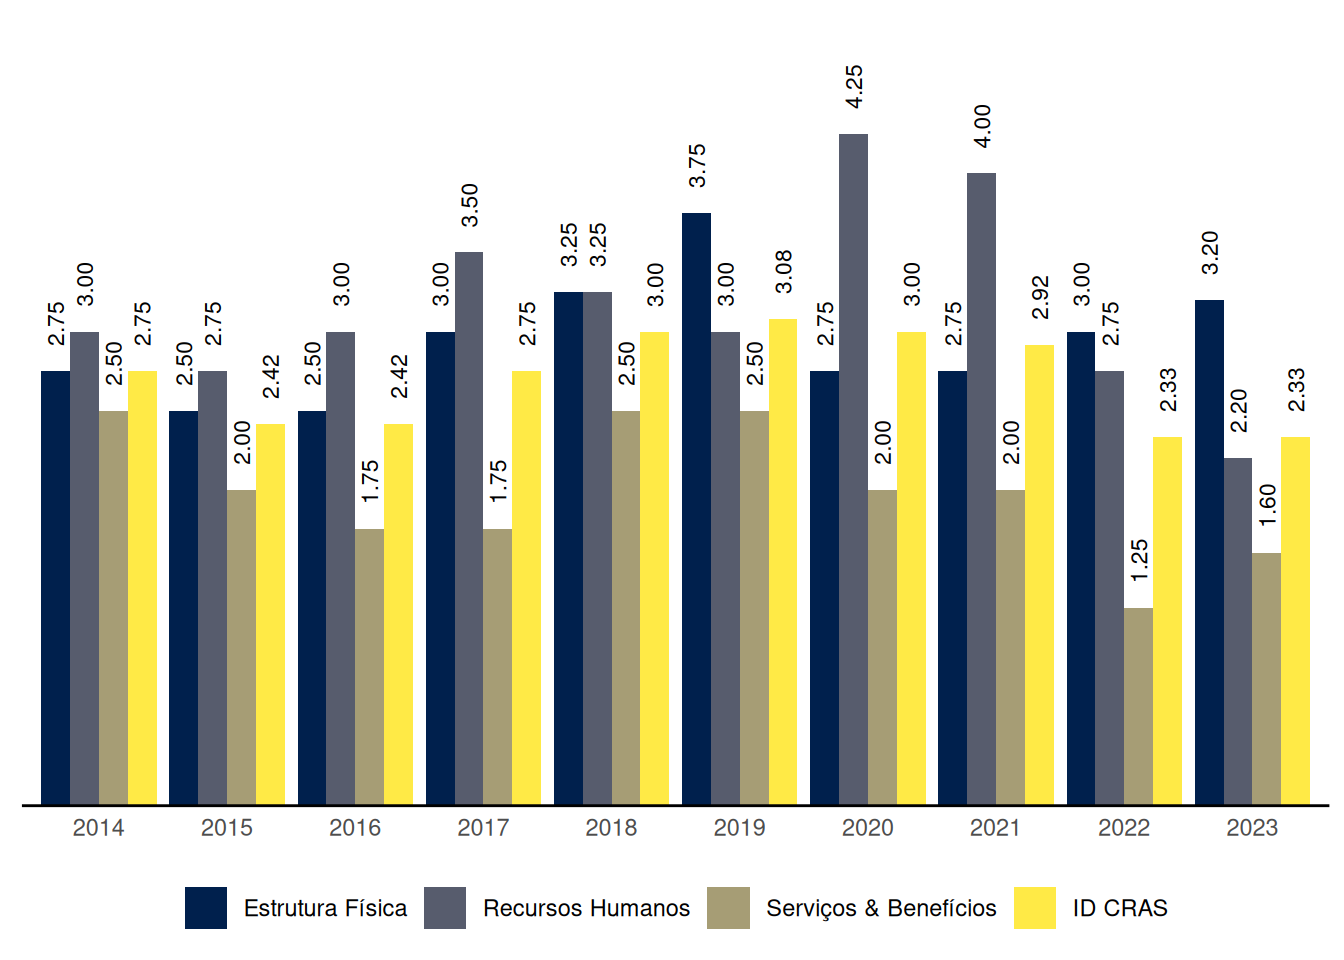 2.75 3.00 2.50 2.75
2.50 2.75 2.00 2.42
2.50 3.00 1.75 2.42
3.00 3.50 1.75 2.75
3.25 3.25 2.50 3.00
3.75 3.00 2.50 3.08
2.75 4.25 2.00 3.00
2.75 4.00 2.00 2.92
3.00 2.75 1.25 2.33
3.20 2.20 1.60 2.33
2014 2015 2016 2017 2018 2019 2020 2021 2022 2023
Estrutura Física Recursos Humanos Serviços & Benefícios ID CRAS